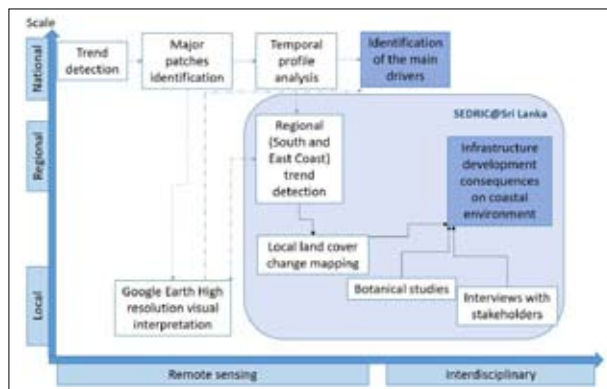 Scale
National
Regional
Local
Trend
detection
Major
patches
identification
Temporal
profile
analysis
Identification
of the main
drivers
SEDRIC@Sri Lanka
Regional
(South and
East Coast)
trend
detection
Infrastructure
development
consequences
on coastal
environment
Local land cover
change mapping
Google Earth High
resolution visual
interpretation
Botanical studies
Interviews with
stakeholders
Remote sensing
Interdisciplinary